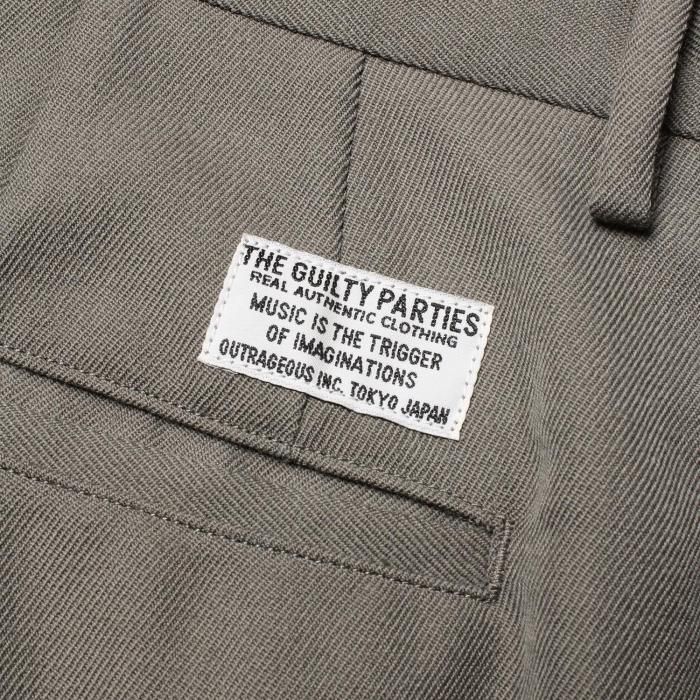 THE GUILTY PARTIES
REAL AUTHENTIC CLOTHING
MUSIC IS THE TRIGGER
OF IMAGINATIONS
OUTRAGEOUS INC. TOKYO JAPAN